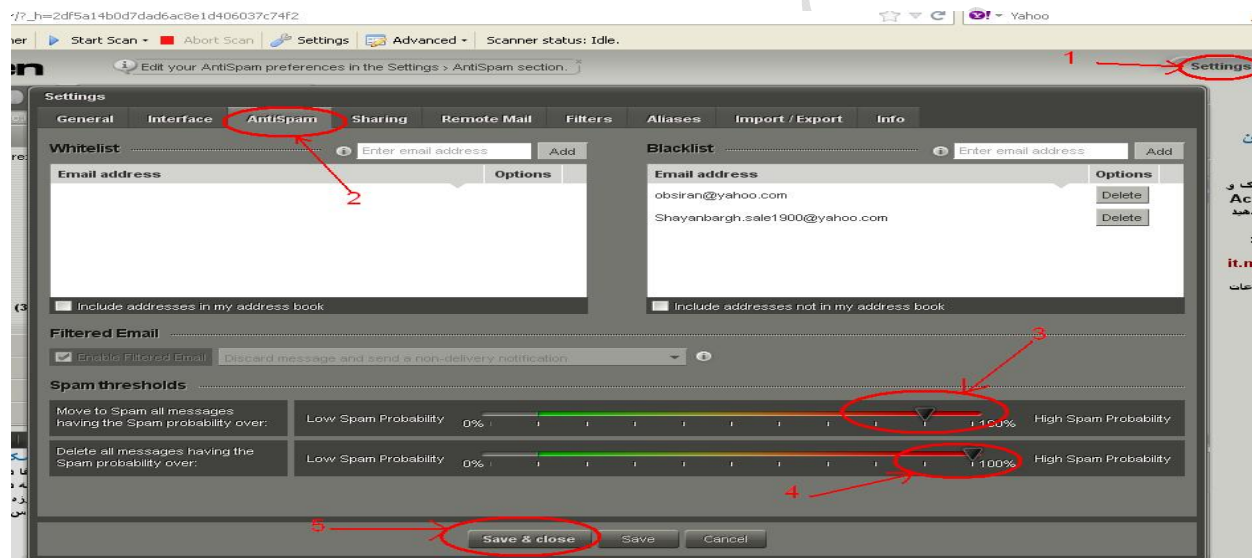 /?_h=2df5a14b0d7dad6ac8e1d406037c74f2
Yahoo
Start Scan
Abort Scan
Settings
Advanced
Scanner status: Idle.
Edit your AntiSpam preferences in the Settings > AntiSpam section.
1
Settings
Settings
General Interface AntiSpam Sharing Remote Mail Filters Aliases Import / Export Info
2
Whitelist
Enter email address
Add
Email address Options
Include addresses in my address book
Blacklist
Enter email address
Add
Email address Options
obsiran@yahoo.com Delete
Shayanbargh.sale1900@yahoo.com Delete
Include addresses not in my address book
Filtered Email
Enable Filtered Email
Discard message and send a non-delivery notification
3
Spam thresholds
Move to Spam all messages
having the Spam probability over:
Low Spam Probability 0% 100% High Spam Probability
Delete all messages having the
Spam probability over:
Low Spam Probability 0% 100% High Spam Probability
4
5
Save & close Save Cancel